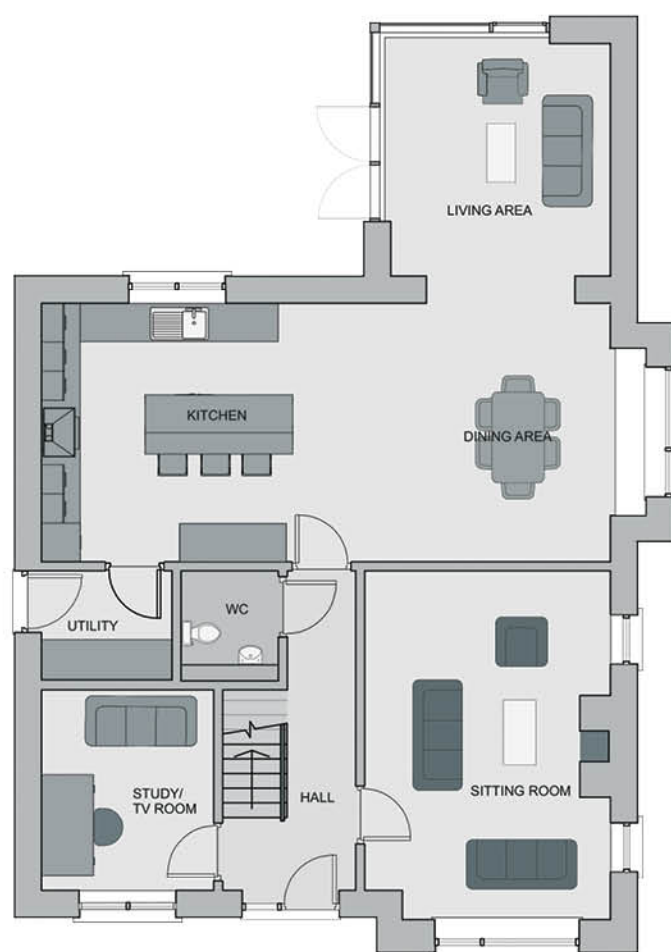 LIVING AREA
KITCHEN
DINING AREA
WC
UTILITY
STUDY/
TV ROOM
HALL
SITTING ROOM